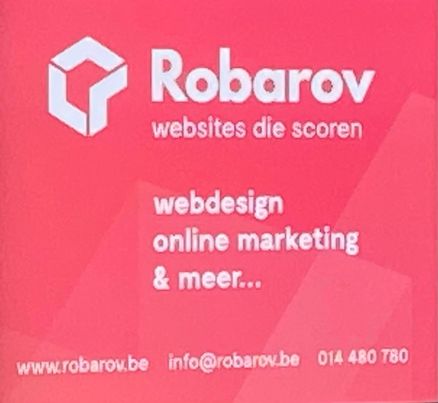 Robarov
websites die scoren
webdesign
online marketing
& meer...
www.robarov.be info@robarov.be 014 480 780